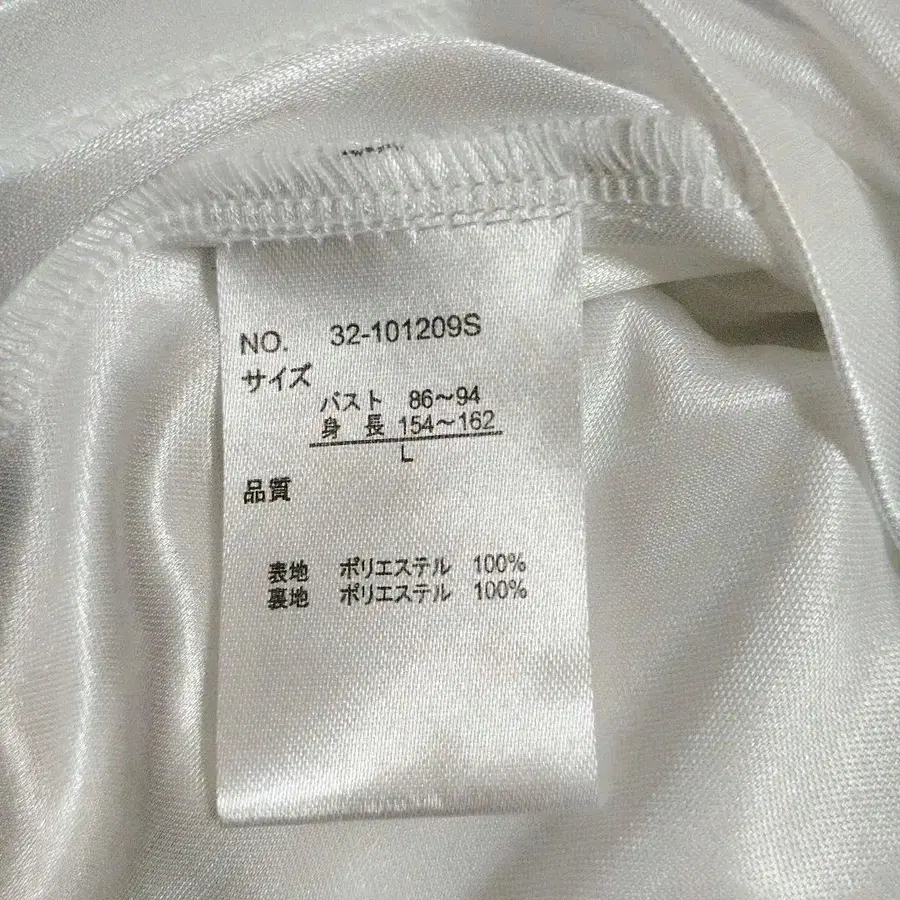 NO. 32-101209S
サイズ
バスト 86～94
身長 154～162
L
品質
表地 ポリエステル 100%
裏地 ポリエステル 100%